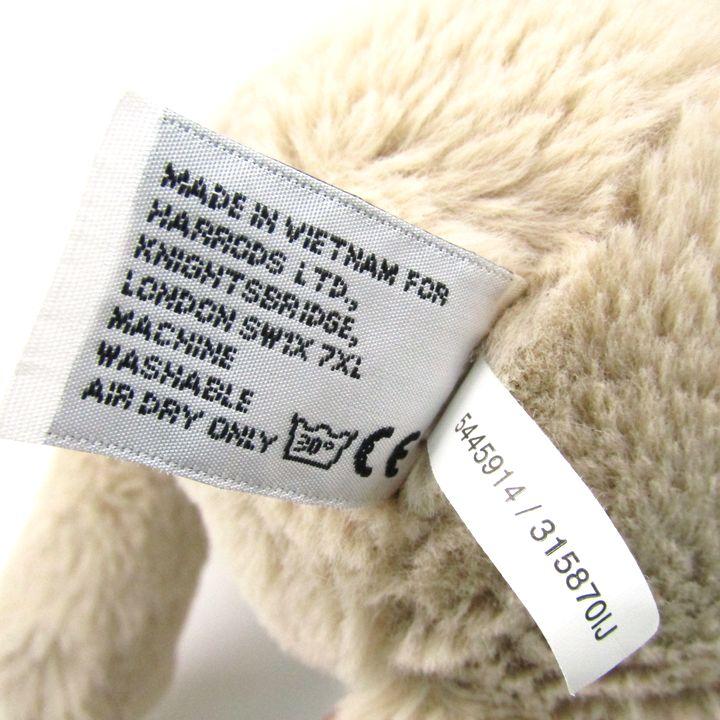 MADE IN VIETNAM FOR
HARRODS LTD,
KNIGHTSBRIDGE,
LONDON SW1X 7XL
MACHINE
WASHABLE
AIR DRY ONLY 30° CE
5445914 / 315870IJ